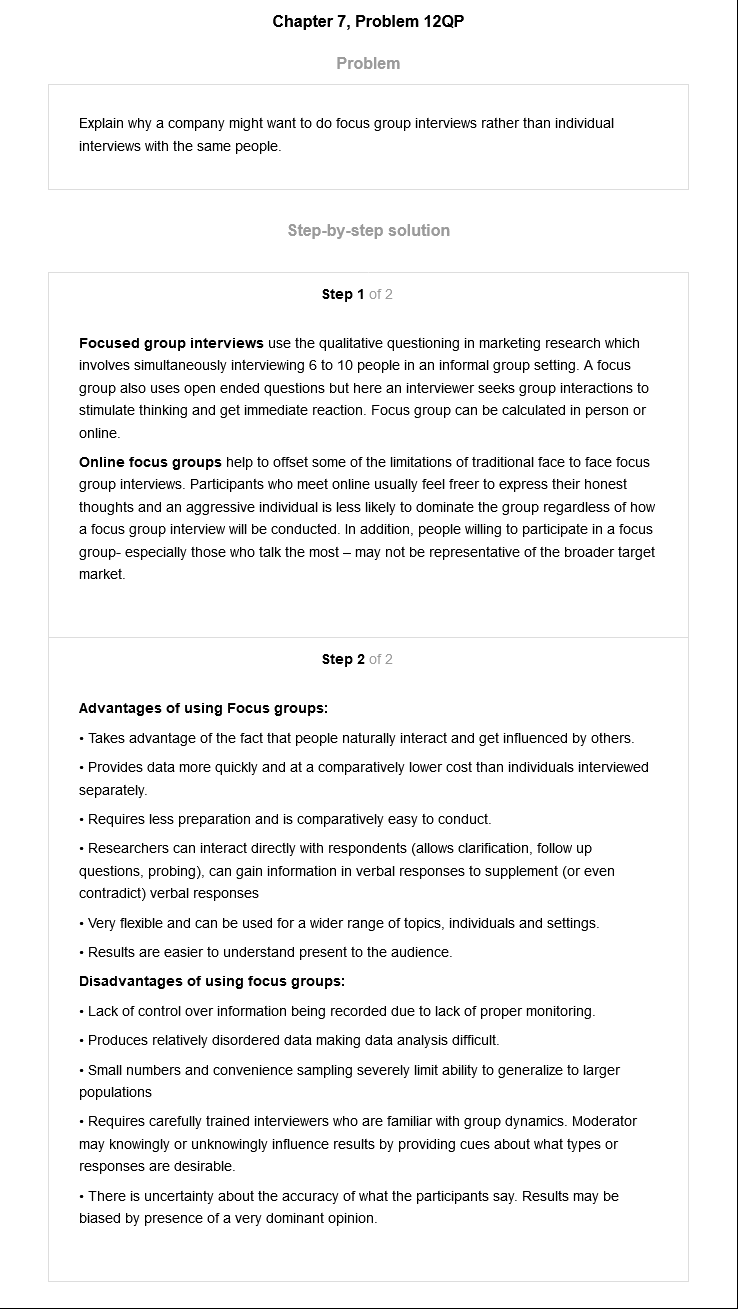 Chapter 7, Problem 12QP
Problem
Explain why a company might want to do focus group interviews rather than individual
interviews with the same people.
Step-by-step solution
Step 1 of 2
Focused group interviews use the qualitative questioning in marketing research which
involves simultaneously interviewing 6 to 10 people in an informal group setting. A focus
group also uses open ended questions but here an interviewer seeks group interactions to
stimulate thinking and get immediate reaction. Focus group can be calculated in person or
online.
Online focus groups help to offset some of the limitations of traditional face to face focus
group interviews. Participants who meet online usually feel freer to express their honest
thoughts and an aggressive individual is less likely to dominate the group regardless of how
a focus group interview will be conducted. In addition, people willing to participate in a focus
group- especially those who talk the most – may not be representative of the broader target
market.
Step 2 of 2
Advantages of using Focus groups:
• Takes advantage of the fact that people naturally interact and get influenced by others.
• Provides data more quickly and at a comparatively lower cost than individuals interviewed
separately.
• Requires less preparation and is comparatively easy to conduct.
• Researchers can interact directly with respondents (allows clarification, follow up
questions, probing), can gain information in verbal responses to supplement (or even
contradict) verbal responses
• Very flexible and can be used for a wider range of topics, individuals and settings.
• Results are easier to understand present to the audience.
Disadvantages of using focus groups:
• Lack of control over information being recorded due to lack of proper monitoring.
• Produces relatively disordered data making data analysis difficult.
• Small numbers and convenience sampling severely limit ability to generalize to larger
populations
• Requires carefully trained interviewers who are familiar with group dynamics. Moderator
may knowingly or unknowingly influence results by providing cues about what types or
responses are desirable.
• There is uncertainty about the accuracy of what the participants say. Results may be
biased by presence of a very dominant opinion.